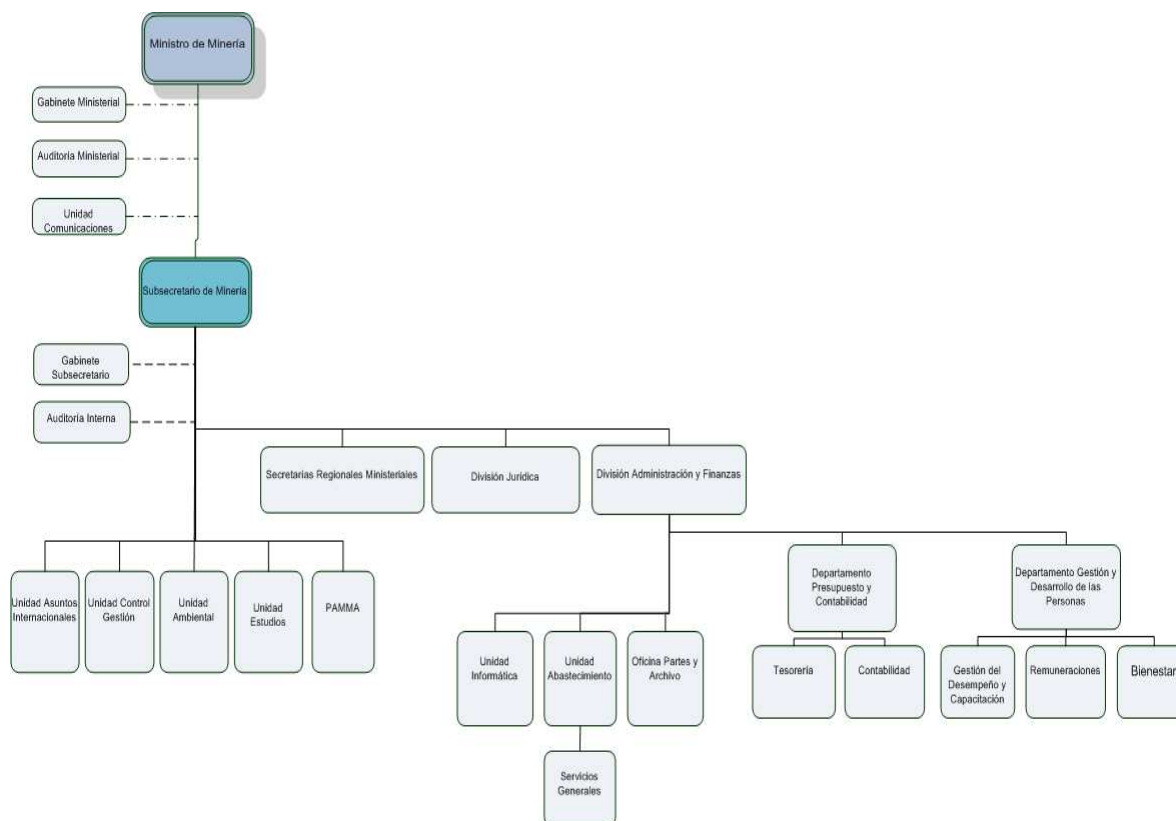 Ministro de Minería
Gabinete Ministerial
Auditoría Ministerial
Unidad
Comunicaciones
Subsecretario de Minería
Gabinete
Subsecretario
Auditoría Interna
Secretarias Regionales Ministeriales
División Jurídica
División Administración y Finanzas
Unidad Asuntos
Internacionales
Unidad Control
Gestión
Unidad
Ambiental
Unidad
Estudios
PAMMA
Departamento
Presupuesto y
Contabilidad
Departamento Gestión y
Desarrollo de las
Personas
Unidad
Informática
Unidad
Abastecimiento
Oficina Partes y
Archivo
Tesorería
Contabilidad
Gestión del
Desempeño y
Capacitación
Remuneraciones
Bienestar
Servicios
Generales